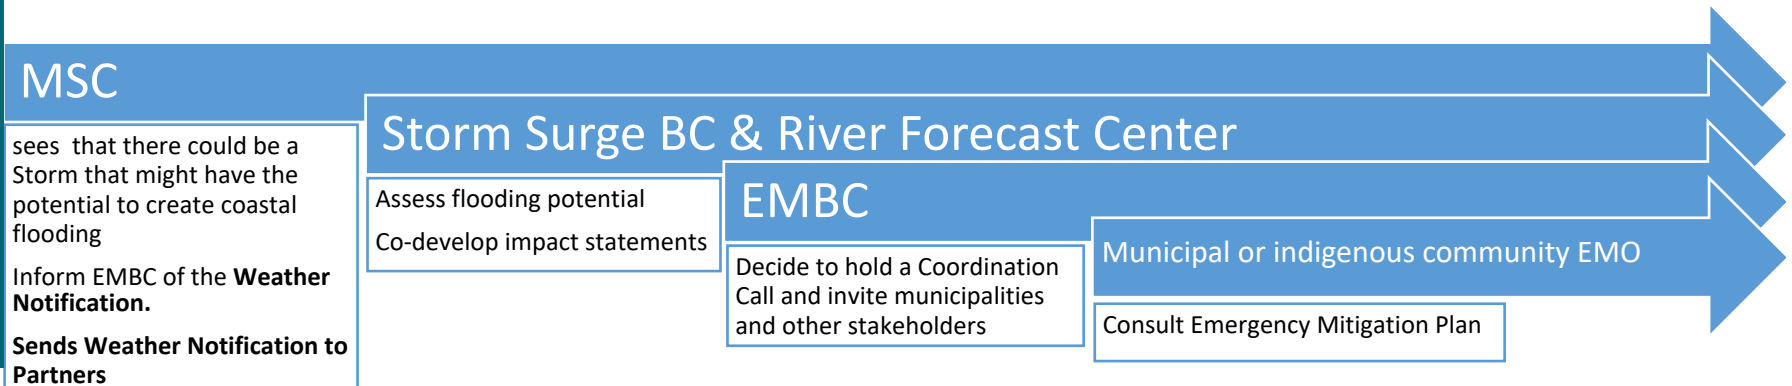 MSC
sees  that there could be a
Storm that might have the
potential to create coastal
flooding
Inform EMBC of the Weather
Notification.
Sends Weather Notification to
Partners
Storm Surge BC & River Forecast Center
Assess flooding potential
Co-develop impact statements
EMBC
Decide to hold a Coordination
Call and invite municipalities
and other stakeholders
Municipal or indigenous community EMO
Consult Emergency Mitigation Plan